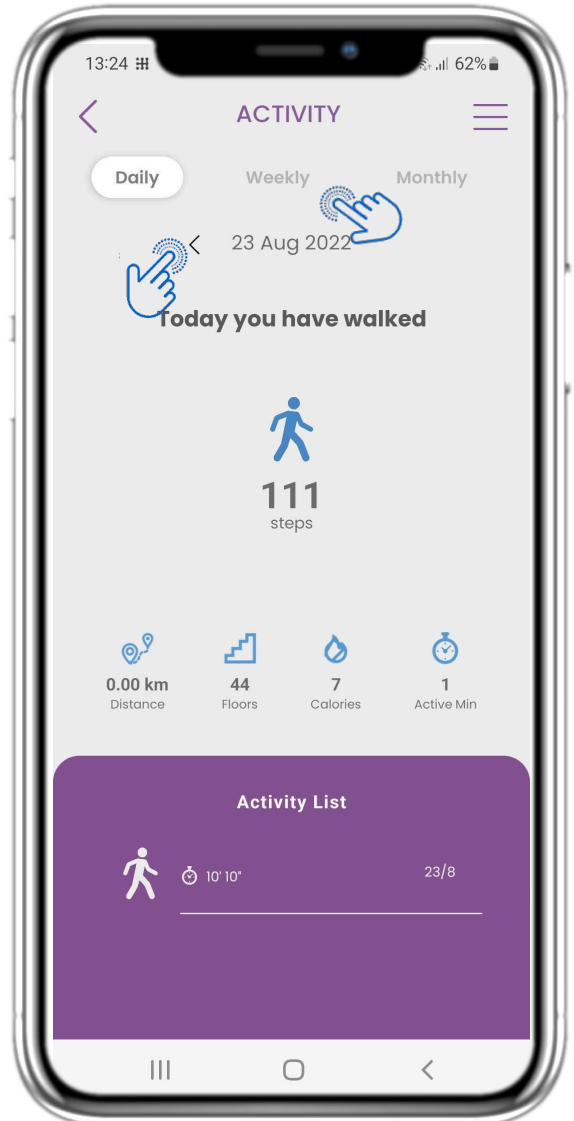 13:24 62%
ACTIVITY
Daily Weekly Monthly
23 Aug 2022
Today you have walked
111
steps
0.00 km 44 7 1
Distance Floors Calories Active Min
Activity List
10' 10" 23/8